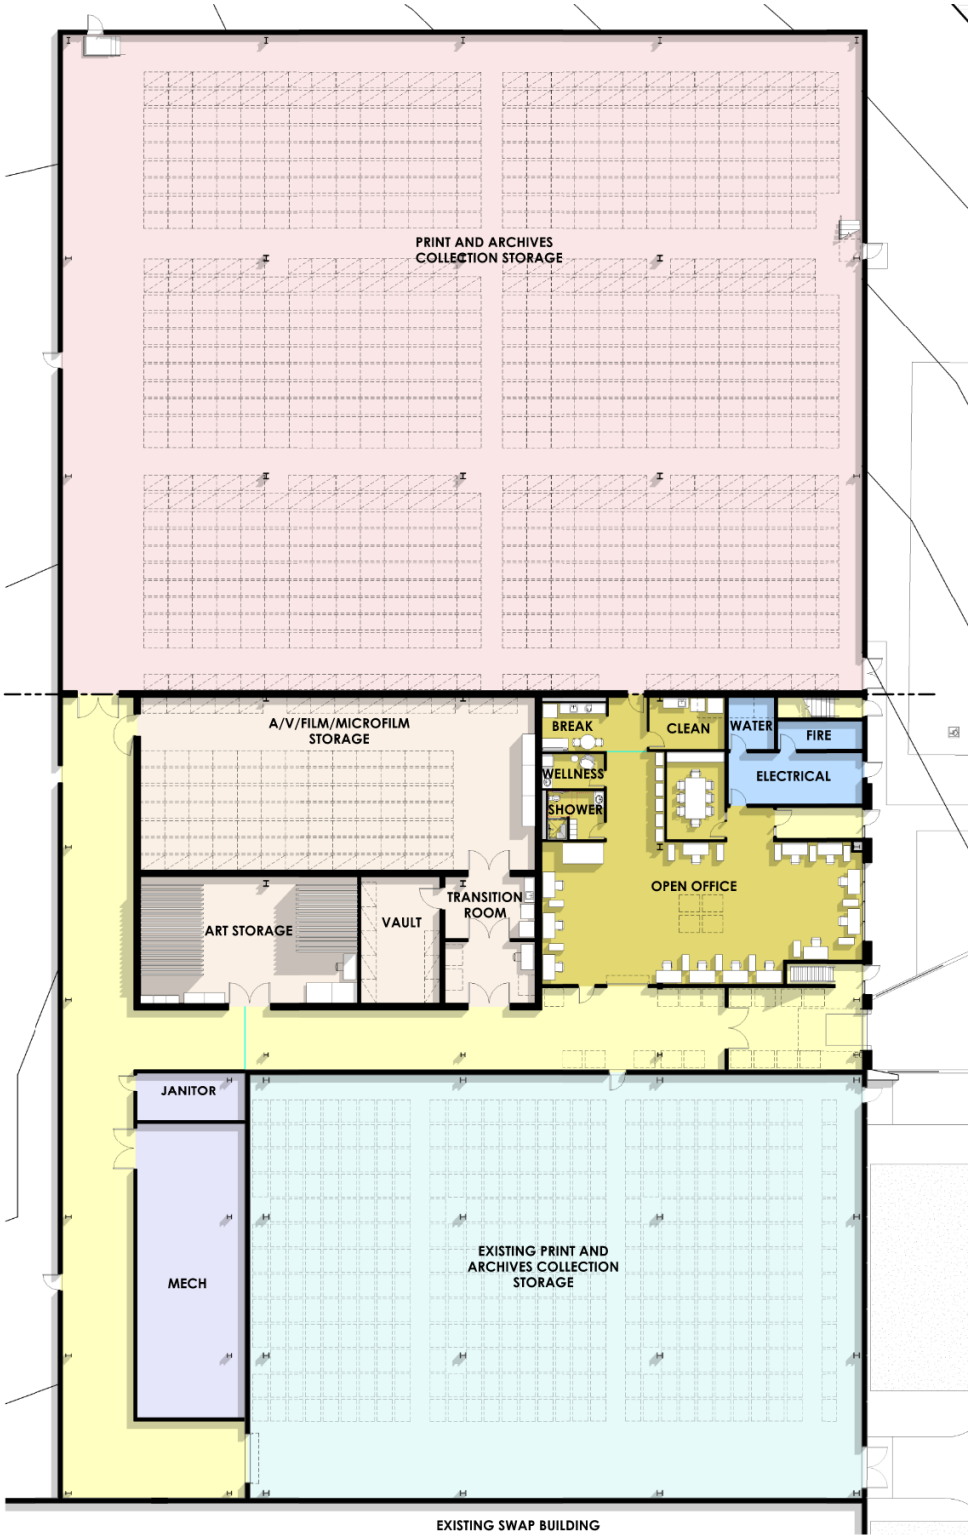 PRINT AND ARCHIVES
COLLECTION STORAGE
A/V/FILM/MICROFILM
STORAGE
BREAK
CLEAN
WATER
FIRE
WELLNESS
ELECTRICAL
SHOWER
OPEN OFFICE
TRANSITION
ROOM
VAULT
ART STORAGE
JANITOR
EXISTING PRINT AND
ARCHIVES COLLECTION
STORAGE
MECH
EXISTING SWAP BUILDING